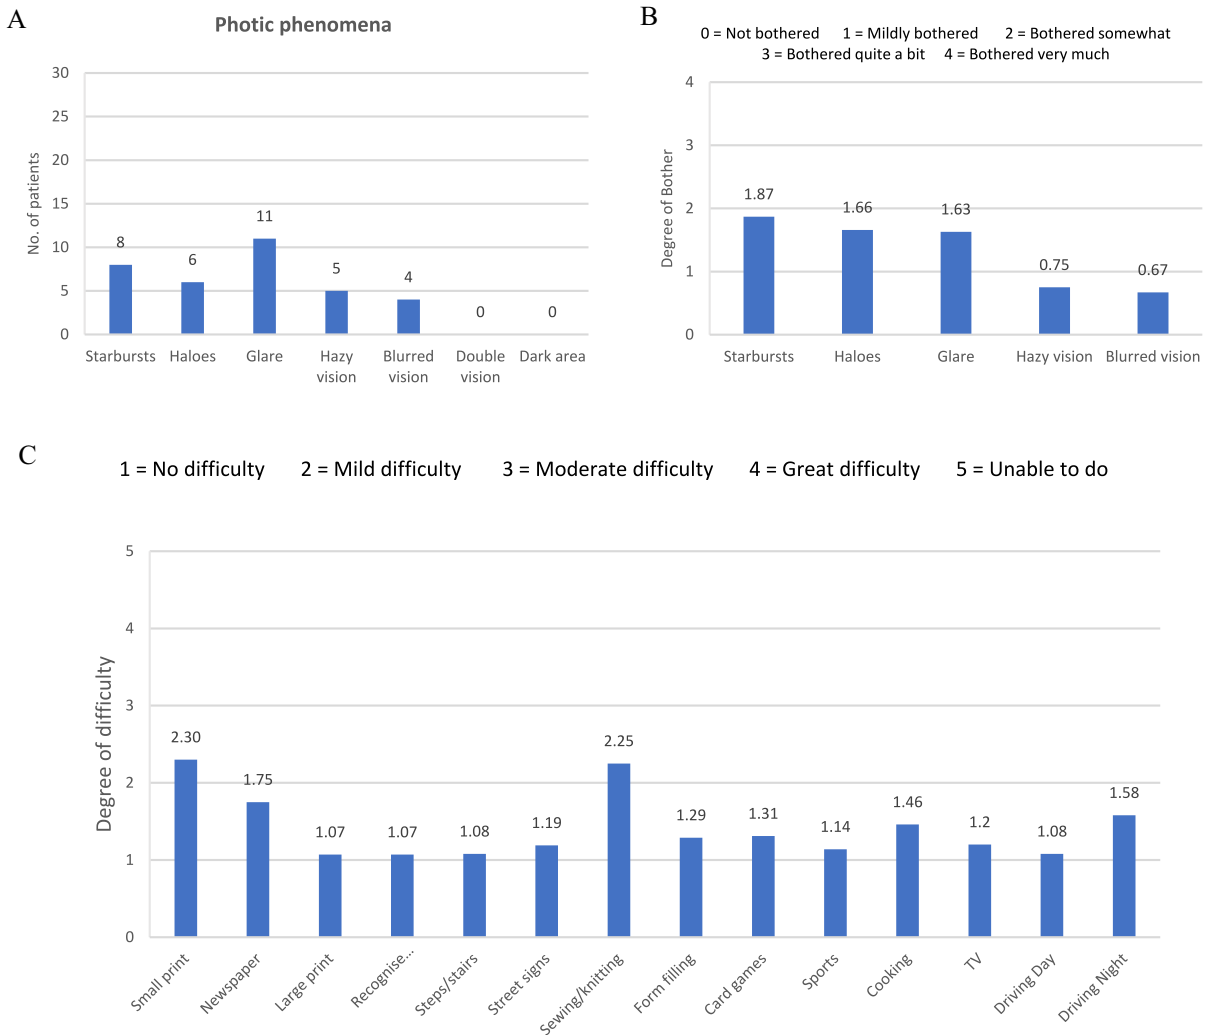 A
Photic phenomena
30
25
20
15
10
5
0
No. of patients
8
6
11
5
4
0
0
Starbursts
Haloes
Glare
Hazy
vision
Blurred
vision
Double
vision
Dark area
B
0 = Not bothered 1 = Mildly bothered 2 = Bothered somewhat
3 = Bothered quite a bit 4 = Bothered very much
4
3
2
1
0
Degree of Bother
1.87
1.66
1.63
0.75
0.67
Starbursts
Haloes
Glare
Hazy vision
Blurred vision
C
1 = No difficulty 2 = Mild difficulty 3 = Moderate difficulty 4 = Great difficulty 5 = Unable to do
5
4
3
2
1
0
Degree of difficulty
2.30
1.75
1.07
1.07
1.08
1.19
2.25
1.29
1.31
1.14
1.46
1.2
1.08
1.58
Small print
Newspaper
Large print
Recognise...
Steps/stairs
Street signs
Sewing/knitting
Form filling
Card games
Sports
Cooking
TV
Driving Day
Driving Night